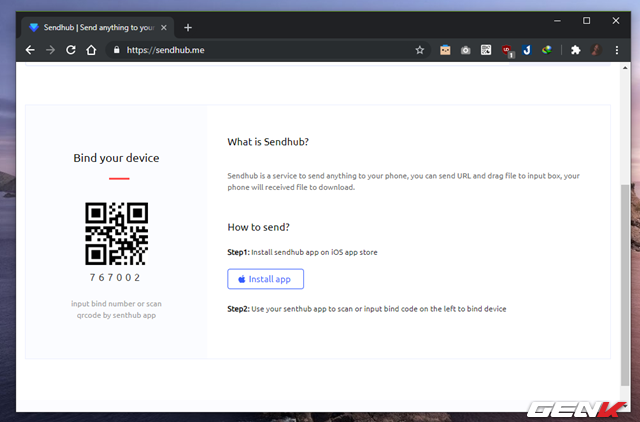 Sendhub | Send anything to your
https://sendhub.me
1
Bind your device
767002
input bind number or scan
qrcode by senthub app
What is Sendhub?
Sendhub is a service to send anything to your phone, you can send URL and drag file to input box, your
phone will received file to download.
How to send?
Step1: Install sendhub app on iOS app store
Install app
Step2: Use your senthub app to scan or input bind code on the left to bind device
GENK